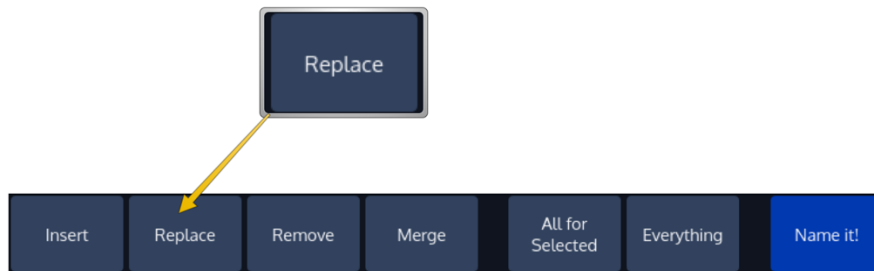 Replace
Insert
Replace
Remove
Merge
All for
Selected
Everything
Name it!